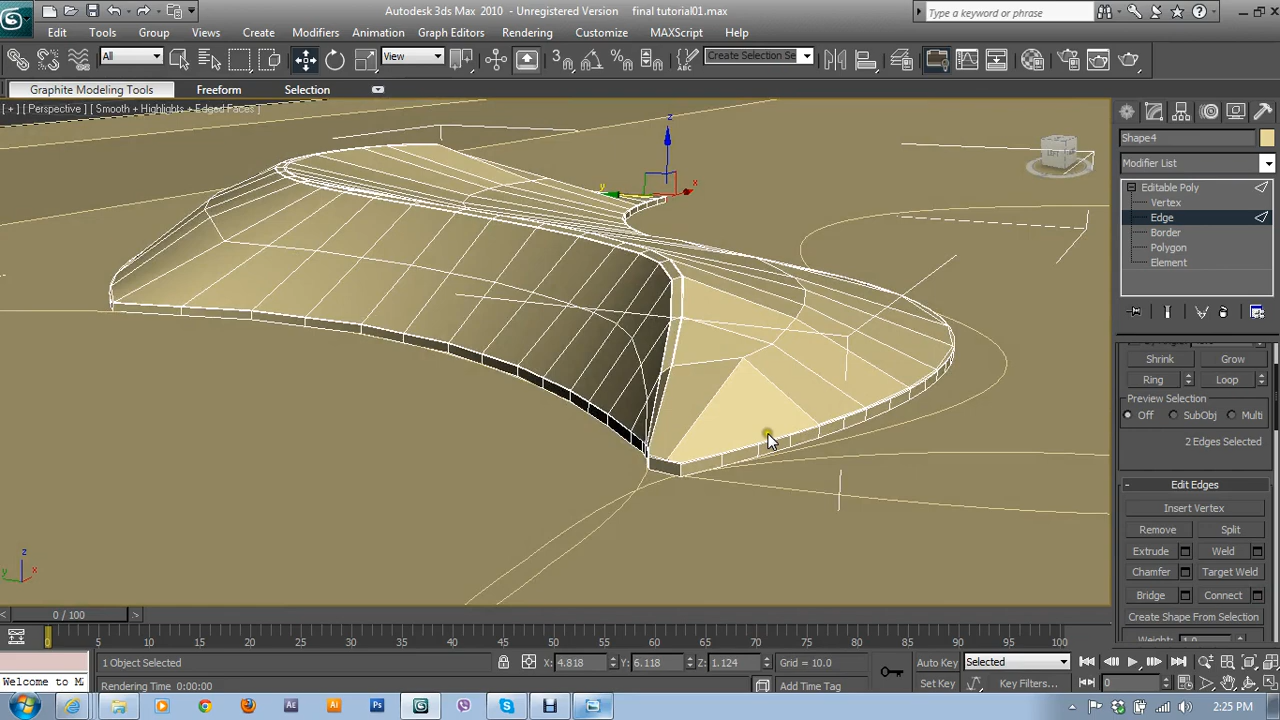 Autodesk 3ds Max 2010 - Unregistered Version final tutorial01.max
Type a keyword or phrase
Edit Tools Group Views Create Modifiers Animation Graph Editors Rendering Customize MAXScript Help
All View Create Selection Se
Graphite Modeling Tools Freeform Selection
[ + ] [ Perspective ] [ Smooth + Highlights + Edged Faces ]
z
y x
Shape4
Modifier List
Editable Poly
Vertex
Edge
Border
Polygon
Element
Shrink Grow
Ring Loop
Preview Selection
Off SubObj Multi
2 Edges Selected
- Edit Edges
Insert Vertex
Remove Split
Extrude Weld
Chamfer Target Weld
Bridge Connect
Create Shape From Selection
Weight: 1.0
z
y x
< 0 / 100 >
0 5 10 15 20 25 30 35 40 45 50 55 60 65 70 75 80 85 90 95 100
1 Object Selected X: 4.818 Y: 6.118 Z: 1.124 Grid = 10.0 Auto Key Selected
Welcome to M Rendering Time 0:00:00 Add Time Tag Set Key Key Filters... 0
2:25 PM